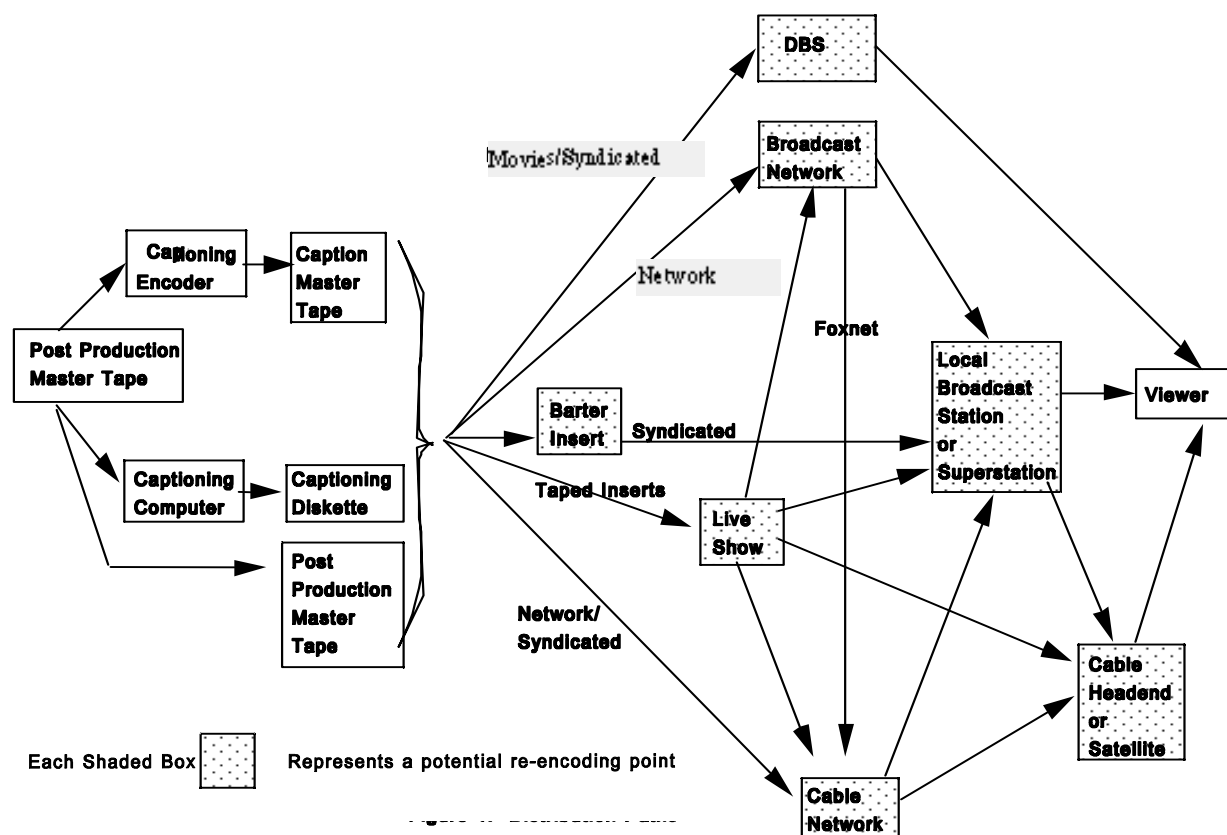 DBS
Movies/Syndicated
Broadcast
Network
Captioning
Encoder
Caption
Master
Tape
Network
Foxnet
Post Production
Master Tape
Local
Broadcast
Station
or
Superstation
Viewer
Barter
Insert
Syndicated
Captioning
Computer
Captioning
Diskette
Taped Inserts
Live
Show
Post
Production
Master
Tape
Network/
Syndicated
Cable
Headend
or
Satellite
Each Shaded Box
Represents a potential re-encoding point
Cable
Network